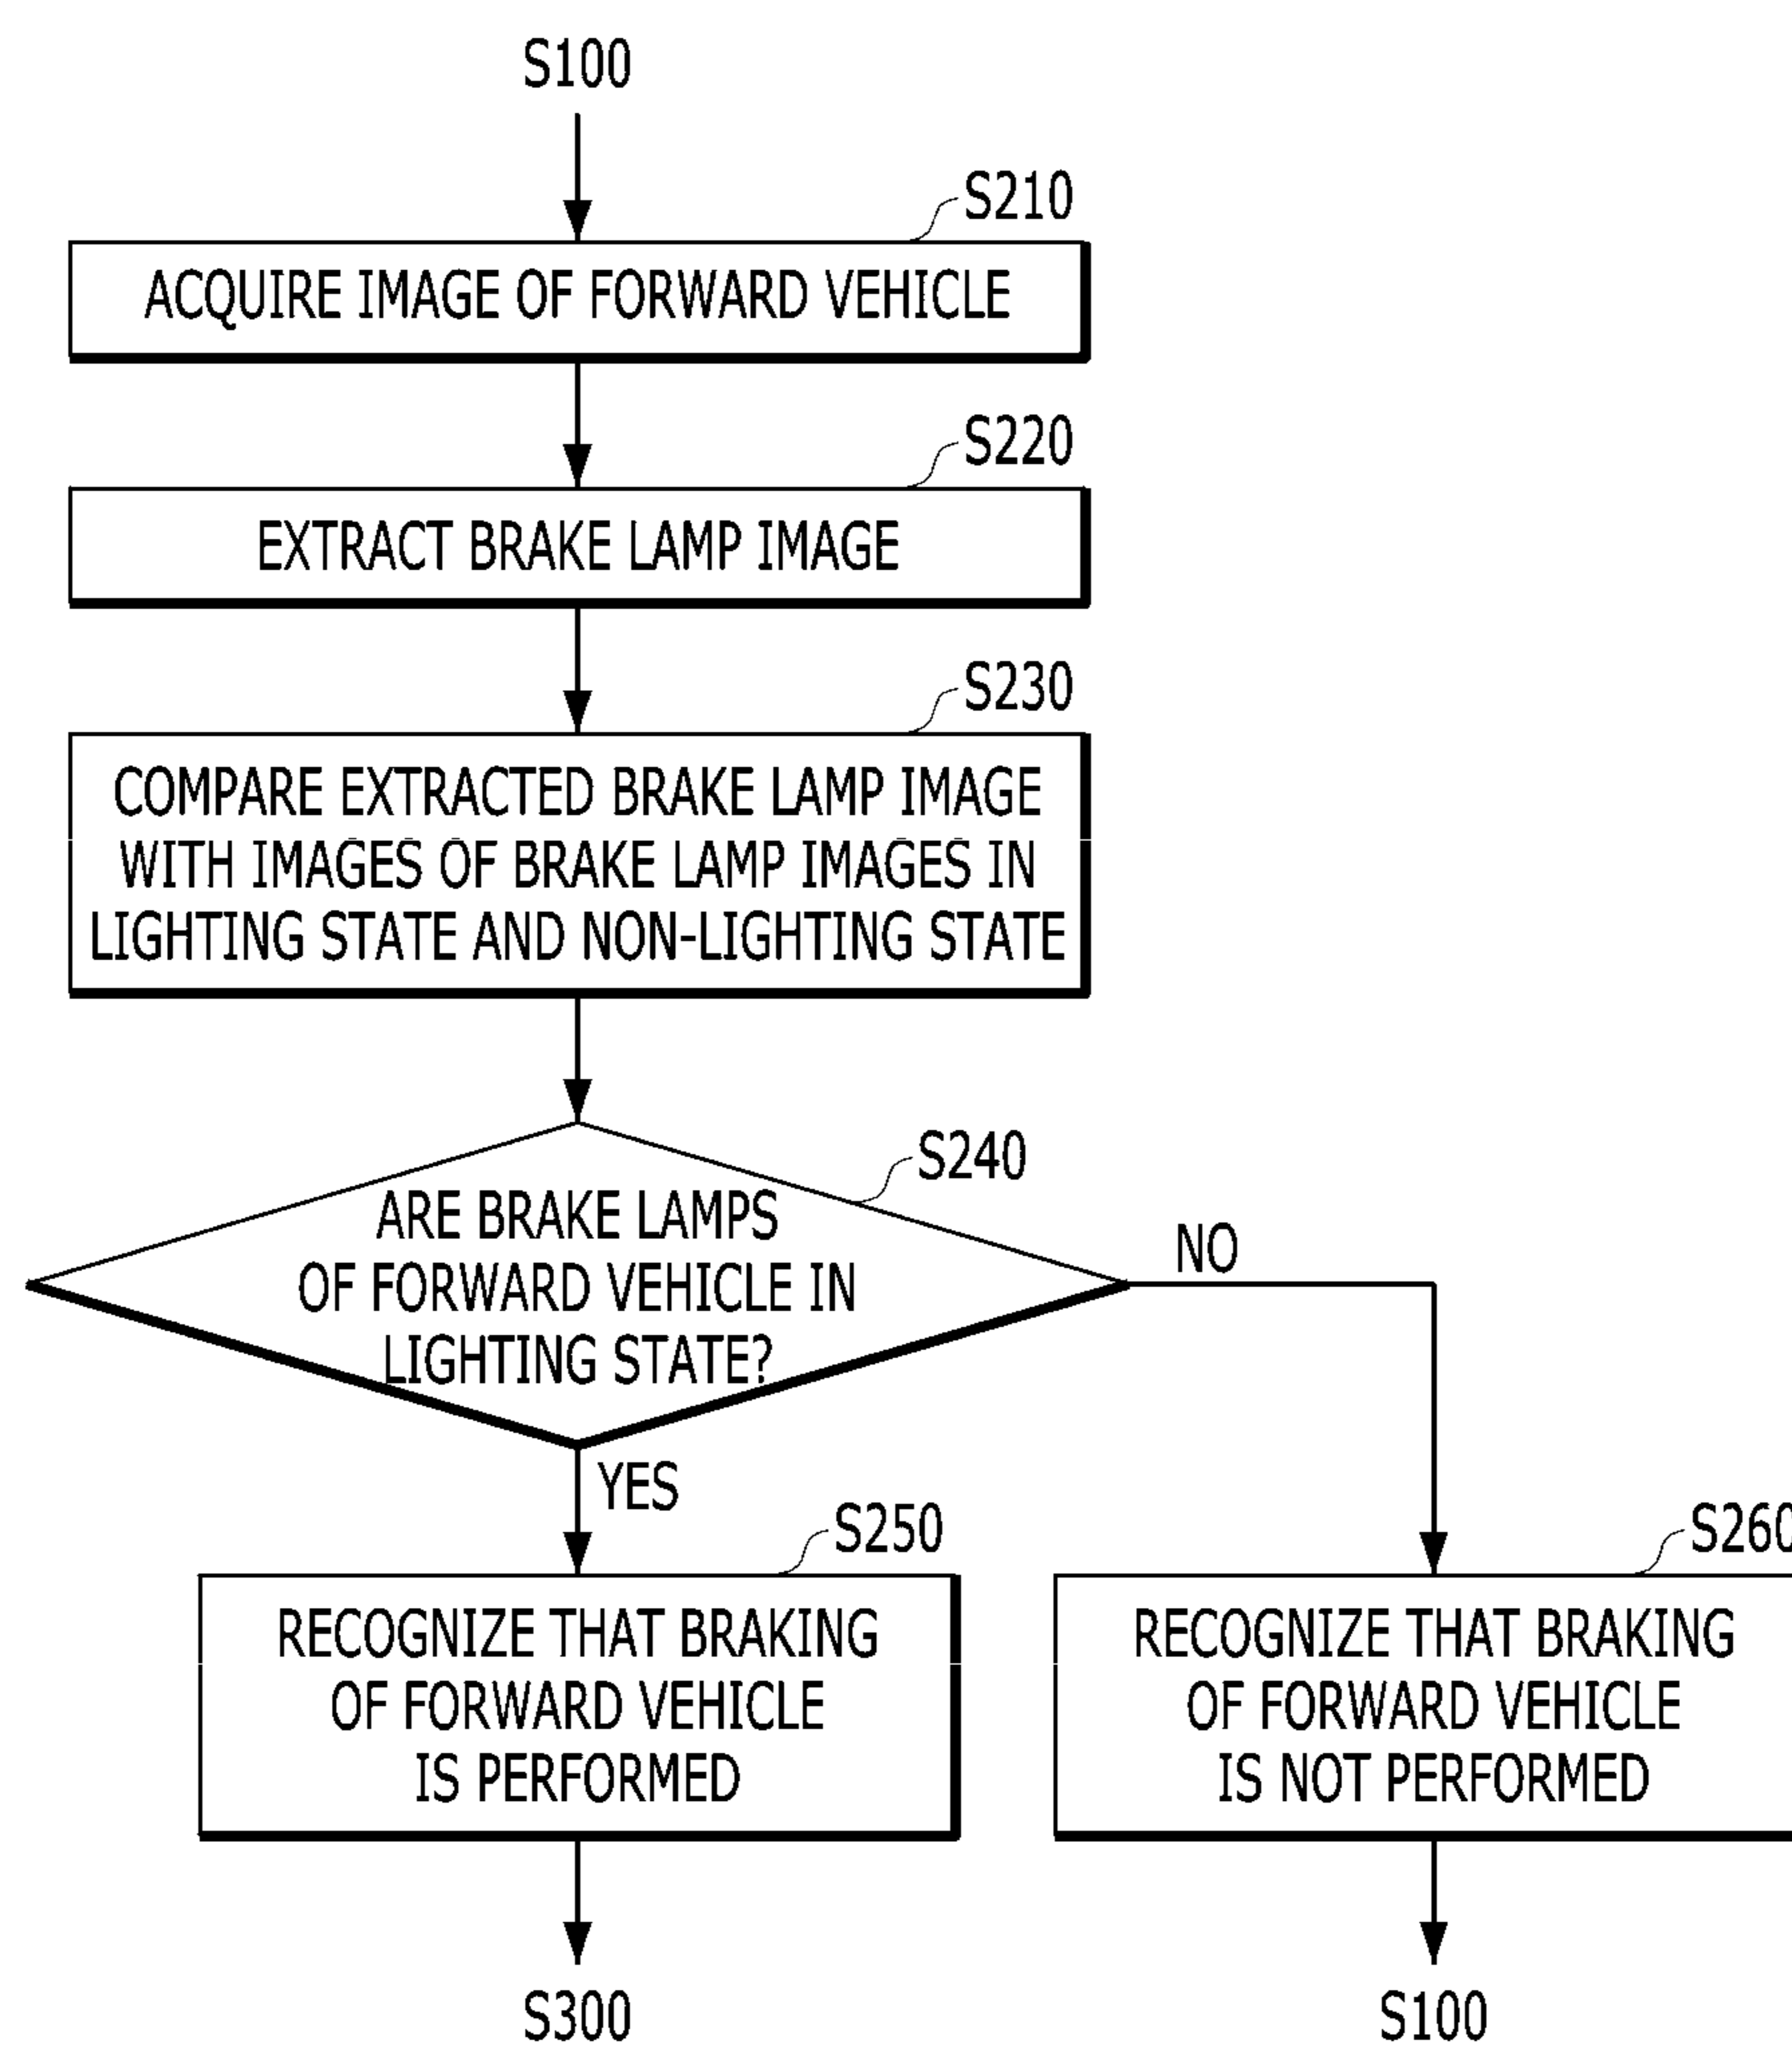 S100
S210
ACQUIRE IMAGE OF FORWARD VEHICLE
S220
EXTRACT BRAKE LAMP IMAGE
S230
COMPARE EXTRACTED BRAKE LAMP IMAGE
WITH IMAGES OF BRAKE LAMP IMAGES IN
LIGHTING STATE AND NON-LIGHTING STATE
S240
ARE BRAKE LAMPS
OF FORWARD VEHICLE IN
LIGHTING STATE?
NO
YES
S250
RECOGNIZE THAT BRAKING
OF FORWARD VEHICLE
IS PERFORMED
S260
RECOGNIZE THAT BRAKING
OF FORWARD VEHICLE
IS NOT PERFORMED
S300
S100